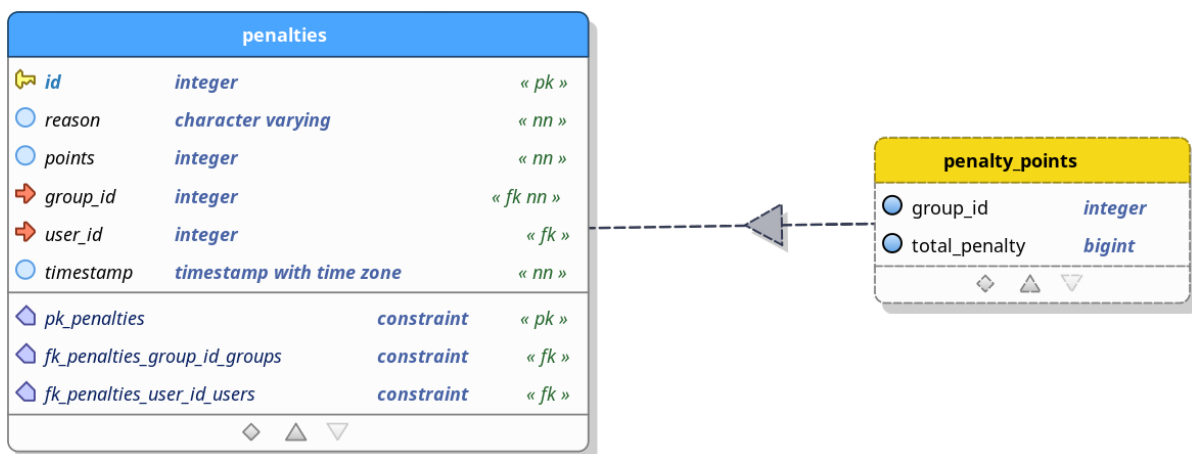 penalties
id integer « pk »
reason character varying « nn »
points integer « nn »
group_id integer « fk nn »
user_id integer « fk »
timestamp timestamp with time zone « nn »
pk_penalties constraint « pk »
fk_penalties_group_id_groups constraint « fk »
fk_penalties_user_id_users constraint « fk »
penalty_points
group_id integer
total_penalty bigint